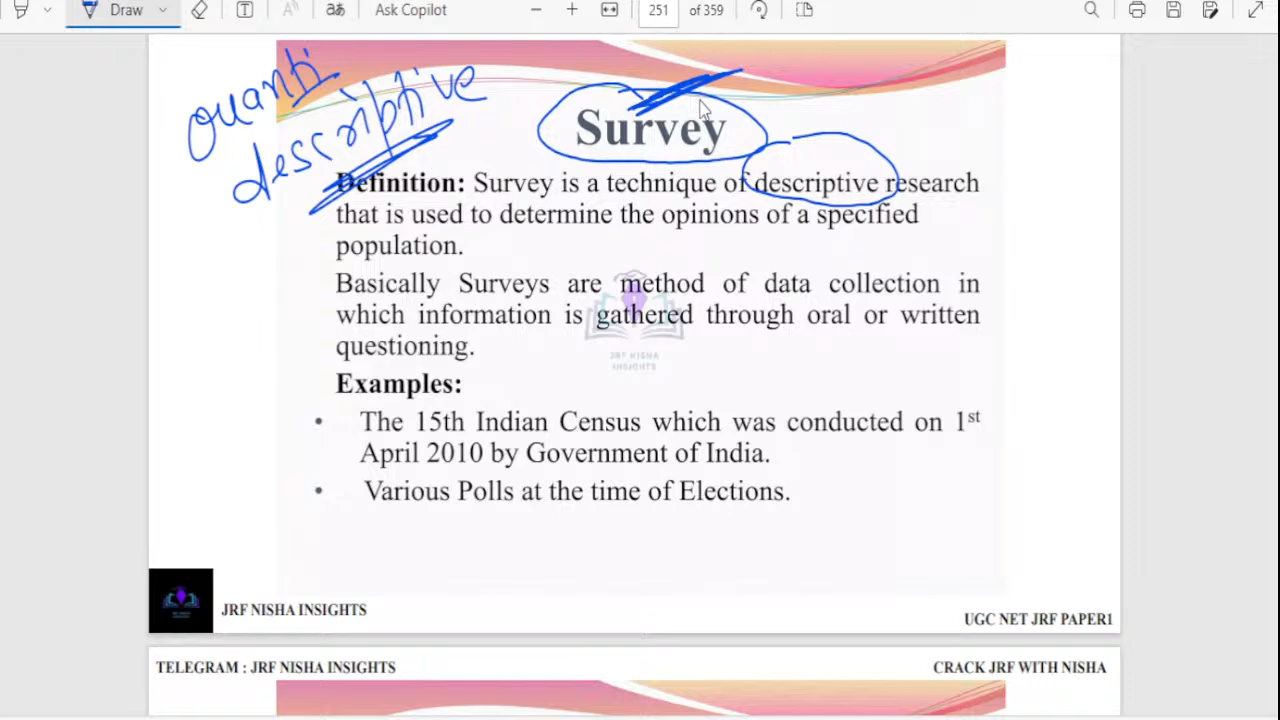 Draw
Ask Copilot
251 of 359
Quanti
descriptive
Survey
Definition: Survey is a technique of descriptive research
that is used to determine the opinions of a specified
population.
Basically Surveys are method of data collection in
which information is gathered through oral or written
questioning.
JRF NISHA
INSIGHTS
Examples:
• The 15th Indian Census which was conducted on 1st
April 2010 by Government of India.
• Various Polls at the time of Elections.
JRF NISHA INSIGHTS
UGC NET JRF PAPER1
TELEGRAM : JRF NISHA INSIGHTS
CRACK JRF WITH NISHA